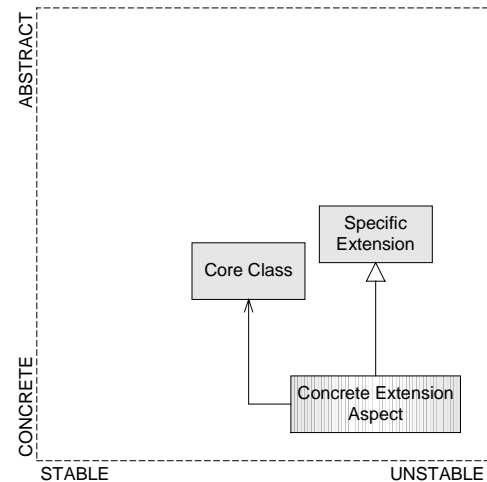 ABSTRACT
Specific
Extension
Core Class
CONCRETE
Concrete Extension
Aspect
STABLE
UNSTABLE